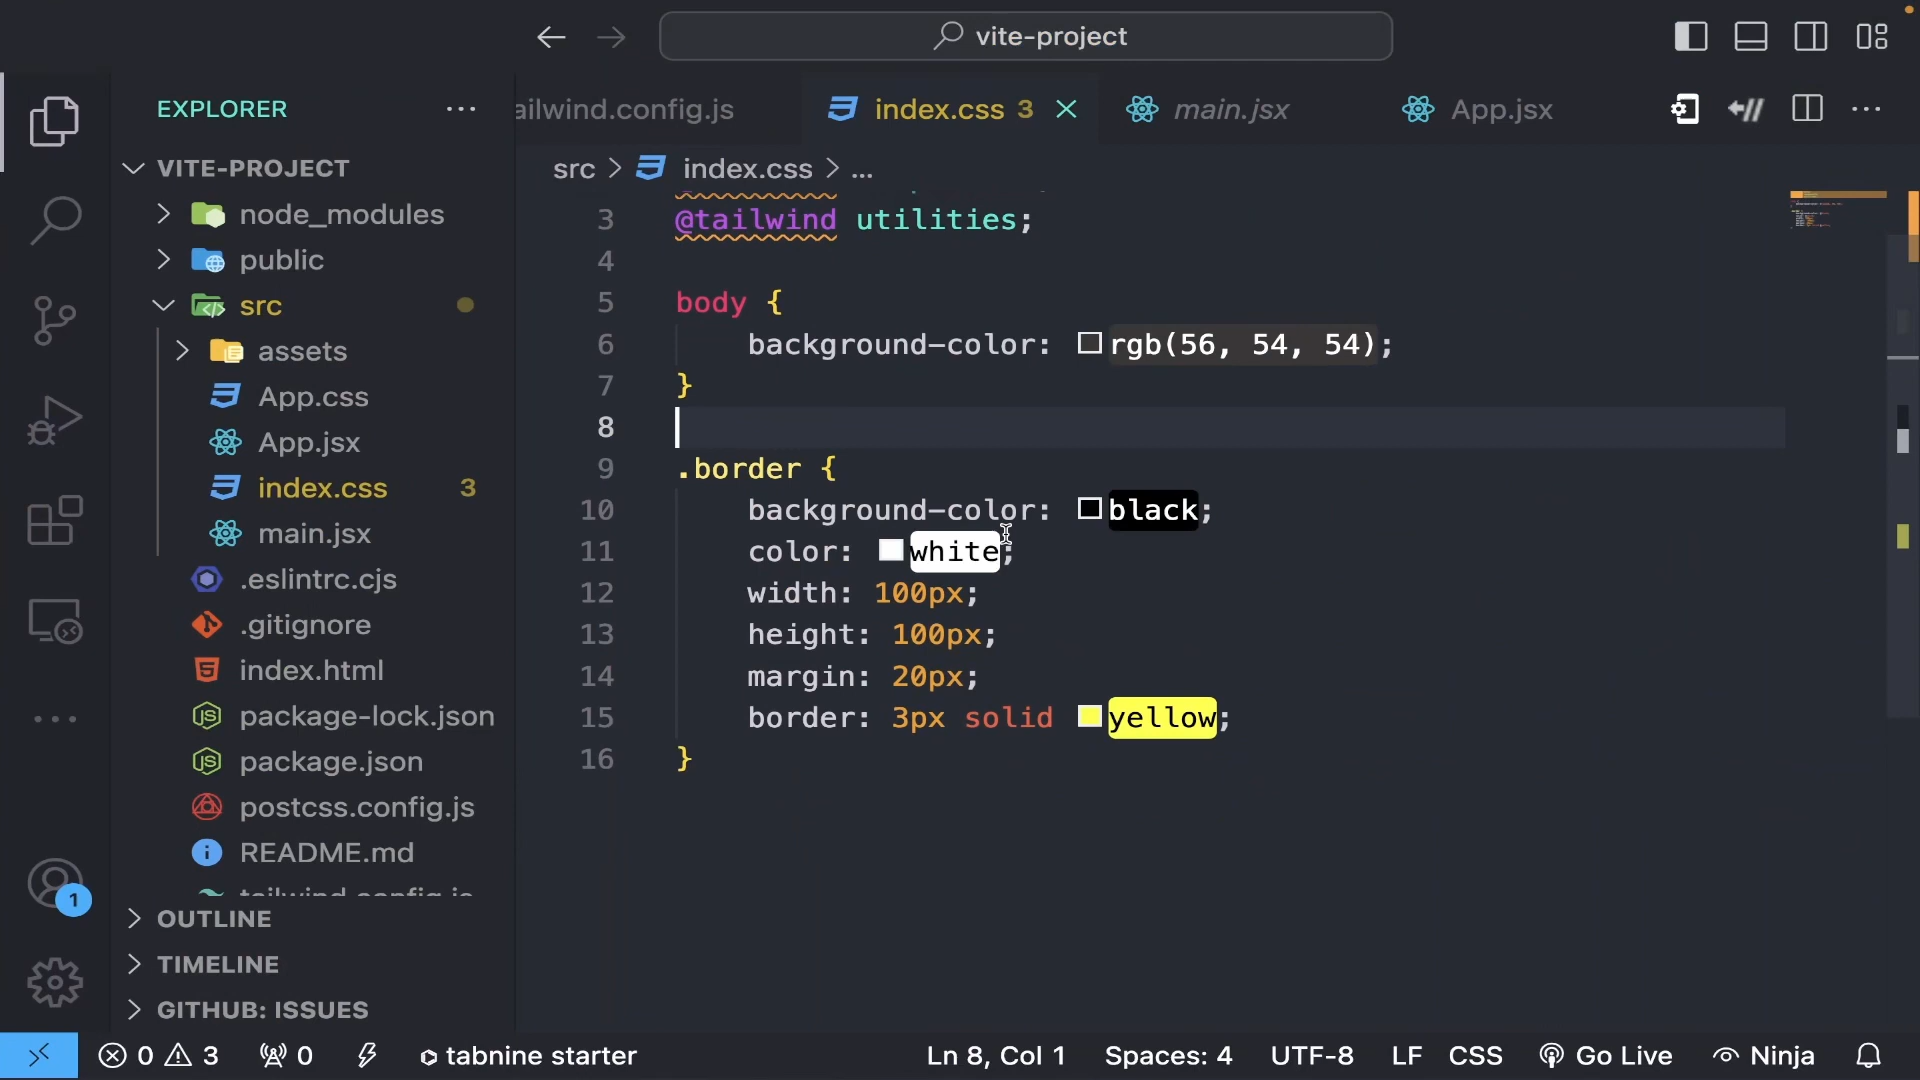 vite-project
EXPLORER
ailwind.config.js
index.css 3
main.jsx
App.jsx
src > index.css > ...
VITE-PROJECT
node_modules
public
src
assets
App.css
App.jsx
index.css 3
main.jsx
.eslintrc.cjs
.gitignore
index.html
package-lock.json
package.json
postcss.config.js
README.md
tailwind.config.js
OUTLINE
TIMELINE
GITHUB: ISSUES
3 @tailwind utilities;
4
5 body {
6 background-color: rgb(56, 54, 54);
7 }
8
9 .border {
10 background-color: black;
11 color: white;
12 width: 100px;
13 height: 100px;
14 margin: 20px;
15 border: 3px solid yellow;
16 }
1
0 3 0 tabnine starter Ln 8, Col 1 Spaces: 4 UTF-8 LF CSS Go Live Ninja